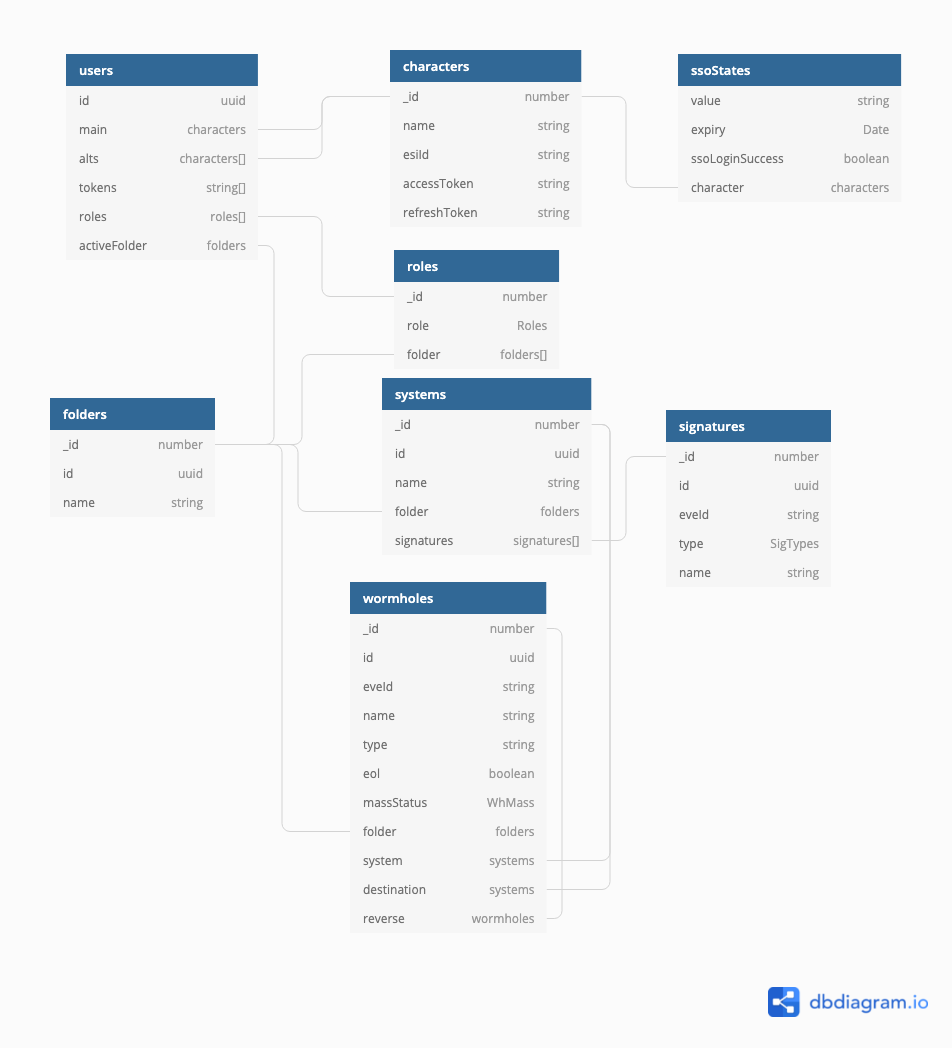 users
id uuid
main characters
alts characters[]
tokens string[]
roles roles[]
activeFolder folders
characters
_id number
name string
esiId string
accessToken string
refreshToken string
ssoStates
value string
expiry Date
ssoLoginSuccess boolean
character characters
roles
_id number
role Roles
folder folders[]
folders
_id number
id uuid
name string
systems
_id number
id uuid
name string
folder folders
signatures signatures[]
signatures
_id number
id uuid
eveId string
type SigTypes
name string
wormholes
_id number
id uuid
eveId string
name string
type string
eol boolean
massStatus WhMass
folder folders
system systems
destination systems
reverse wormholes
dbdiagram.io